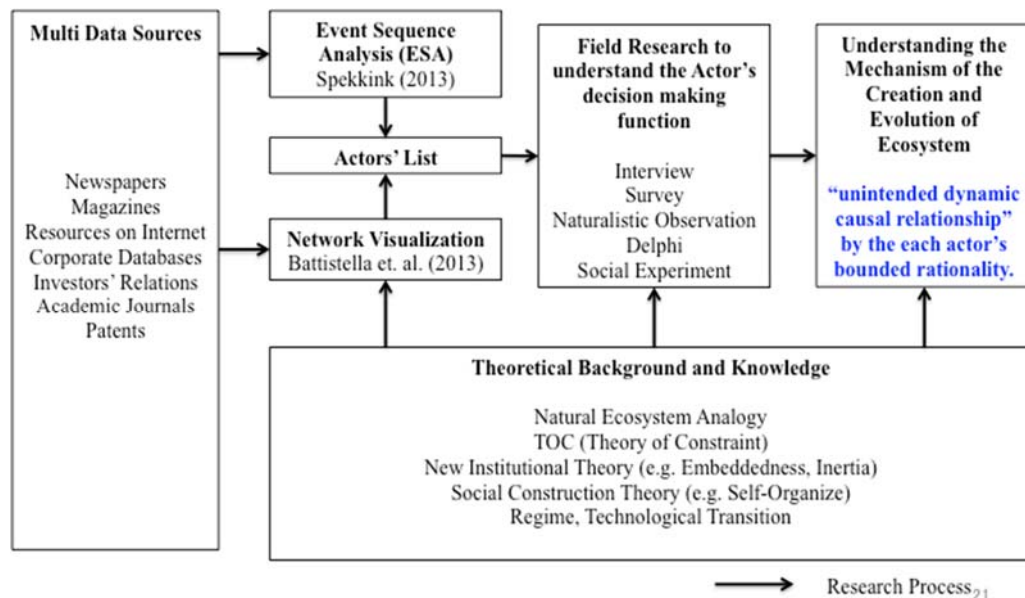 Multi Data Sources
Newspapers
Magazines
Resources on Internet
Corporate Databases
Investors' Relations
Academic Journals
Patents
Event Sequence
Analysis (ESA)
Spekkink (2013)
Actors' List
Network Visualization
Battistella et. al. (2013)
Field Research to
understand the Actor's
decision making
function
Interview
Survey
Naturalistic Observation
Delphi
Social Experiment
Understanding the
Mechanism of the
Creation and
Evolution of
Ecosystem
“unintended dynamic
causal relationship”
by the each actor's
bounded rationality.
Theoretical Background and Knowledge
Natural Ecosystem Analogy
TOC (Theory of Constraint)
New Institutional Theory (e.g. Embeddedness, Inertia)
Social Construction Theory (e.g. Self-Organize)
Regime, Technological Transition
Research Process
21